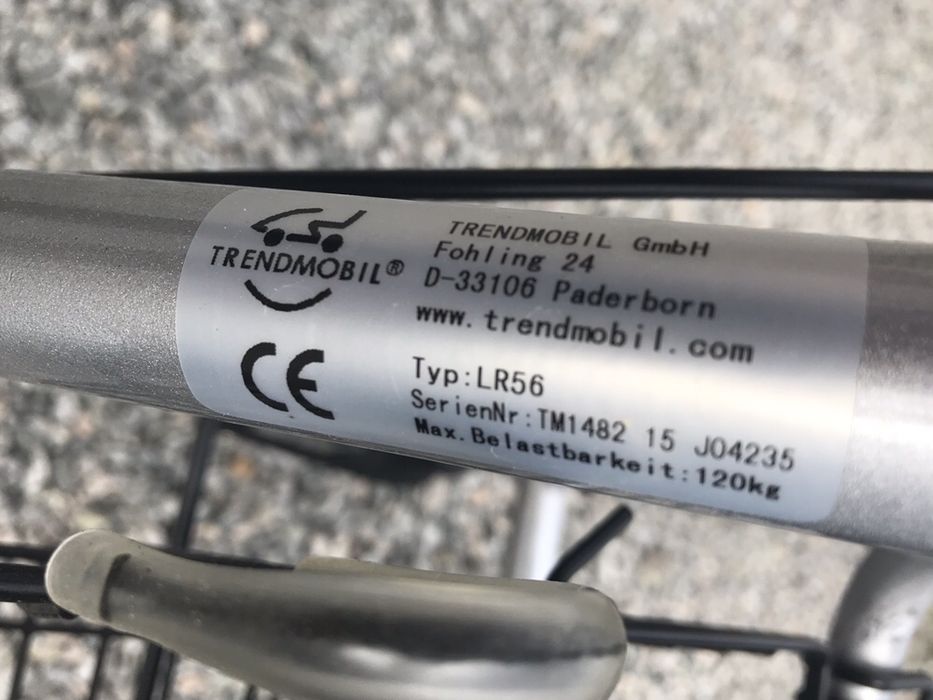 TRENDMOBIL®
CE
TRENDMOBIL GmbH
Fohling 24
D-33106 Paderborn
www.trendmobil.com
Typ:LR56
SerienNr:TM1482 15 J04235
Max.Belastbarkeit:120kg